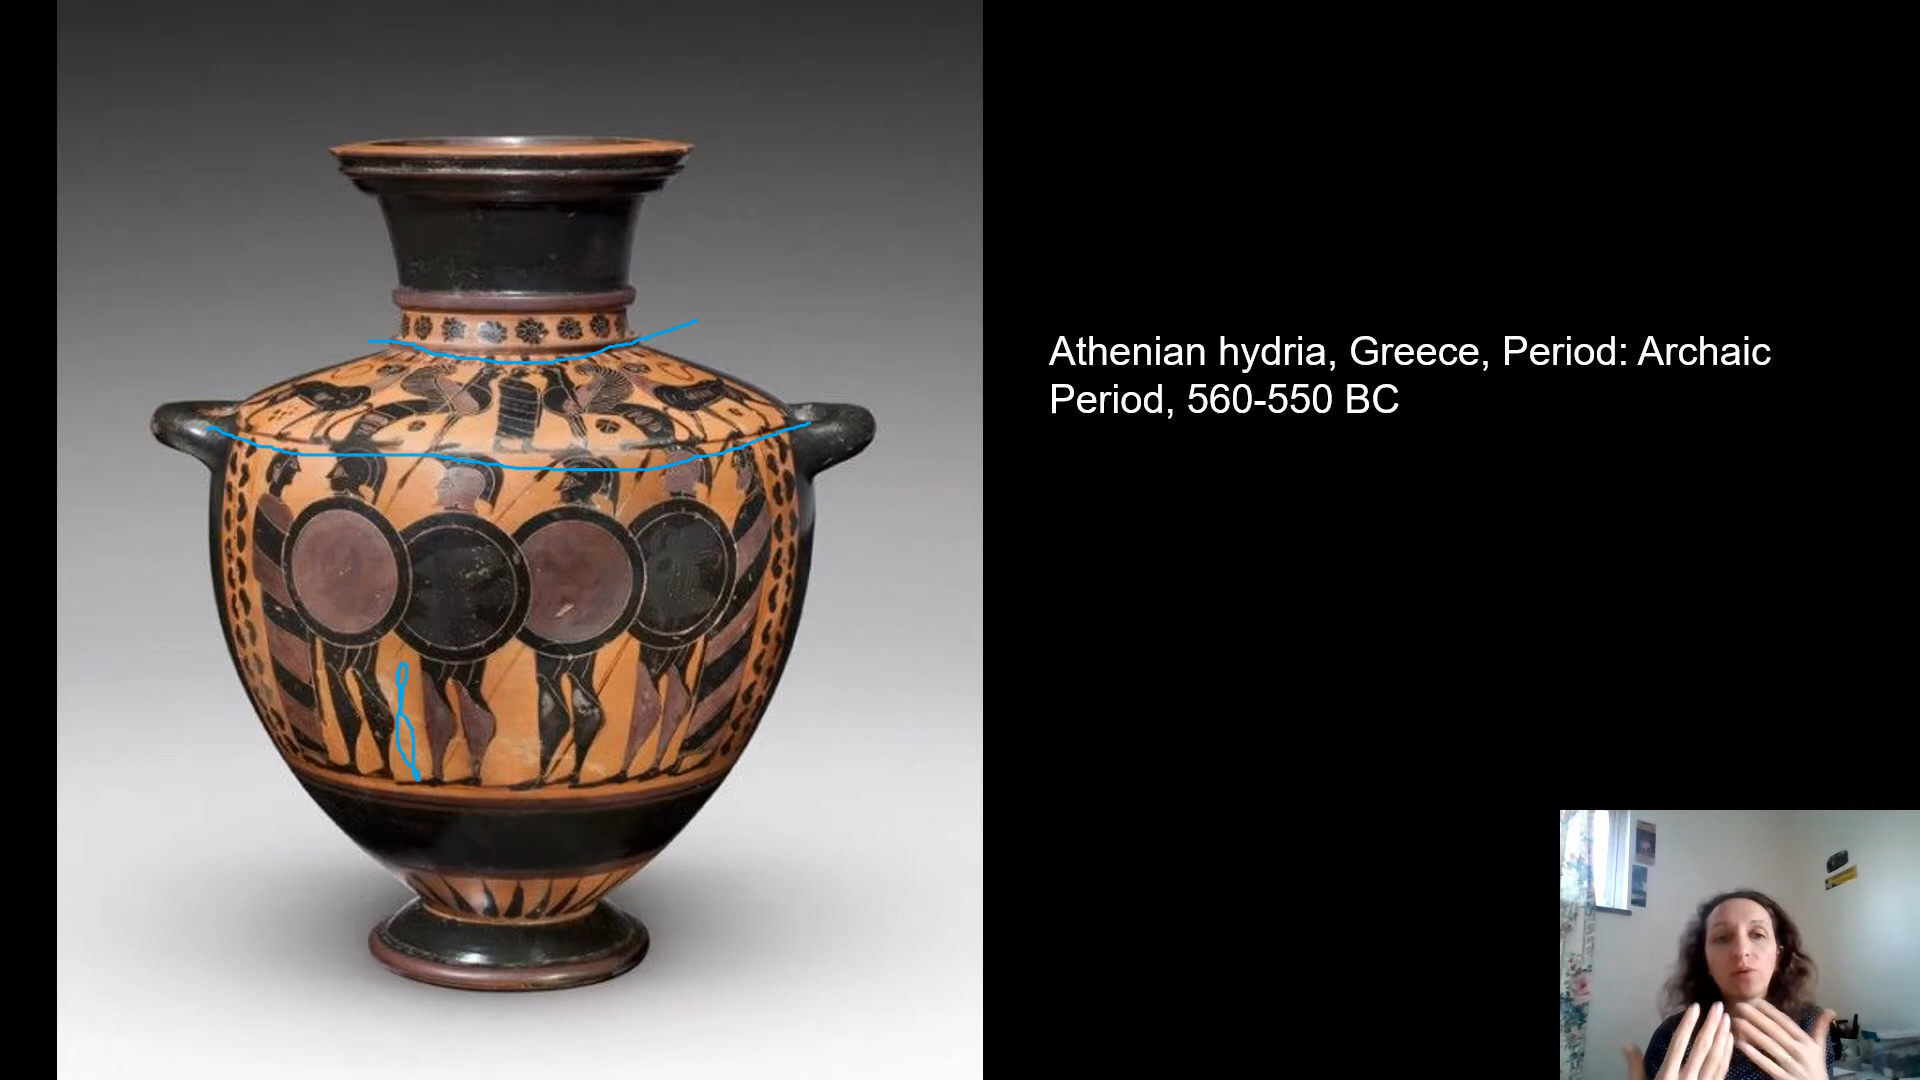 Athenian hydria, Greece, Period: Archaic
Period, 560-550 BC